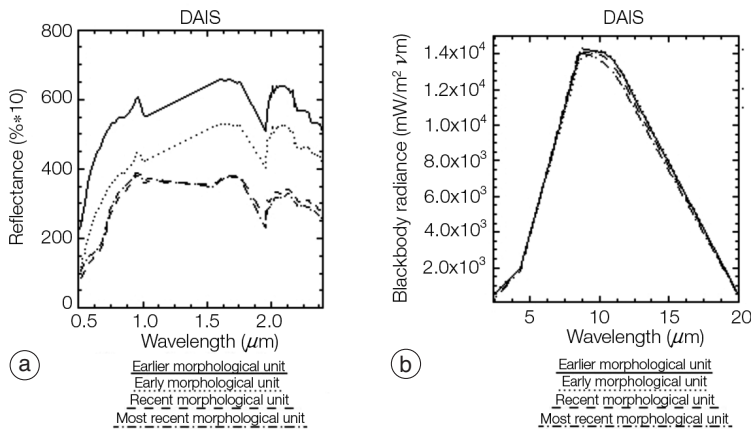 DAIS
800
600
400
200
0
Reflectance (%*10)
0.5
1.0
1.5
2.0
Wavelength (μm)
a
Earlier morphological unit
Early morphological unit
Recent morphological unit
Most recent morphological unit
DAIS
1.4x10⁴
1.2x10⁴
1.0x10⁴
8.0x10³
6.0x10³
4.0x10³
2.0x10³
Blackbody radiance (mW/m² νm)
5
10
15
20
Wavelength (μm)
b
Earlier morphological unit
Early morphological unit
Recent morphological unit
Most recent morphological unit